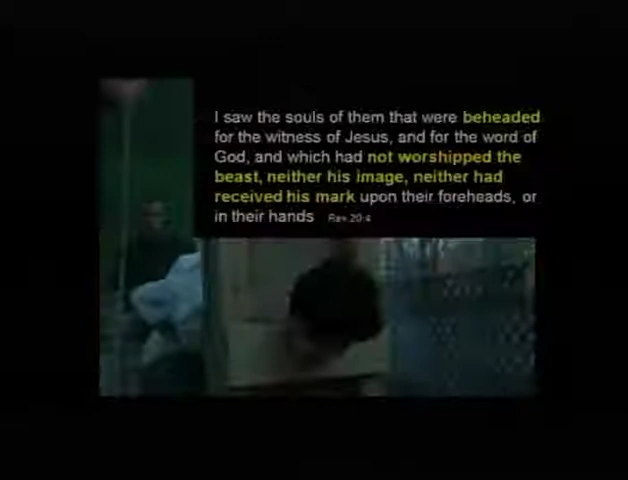 I saw the souls of them that were beheaded
for the witness of Jesus, and for the word of
God, and which had not worshipped the
beast, neither his image, neither had
received his mark upon their foreheads, or
in their hands Rev 20:4